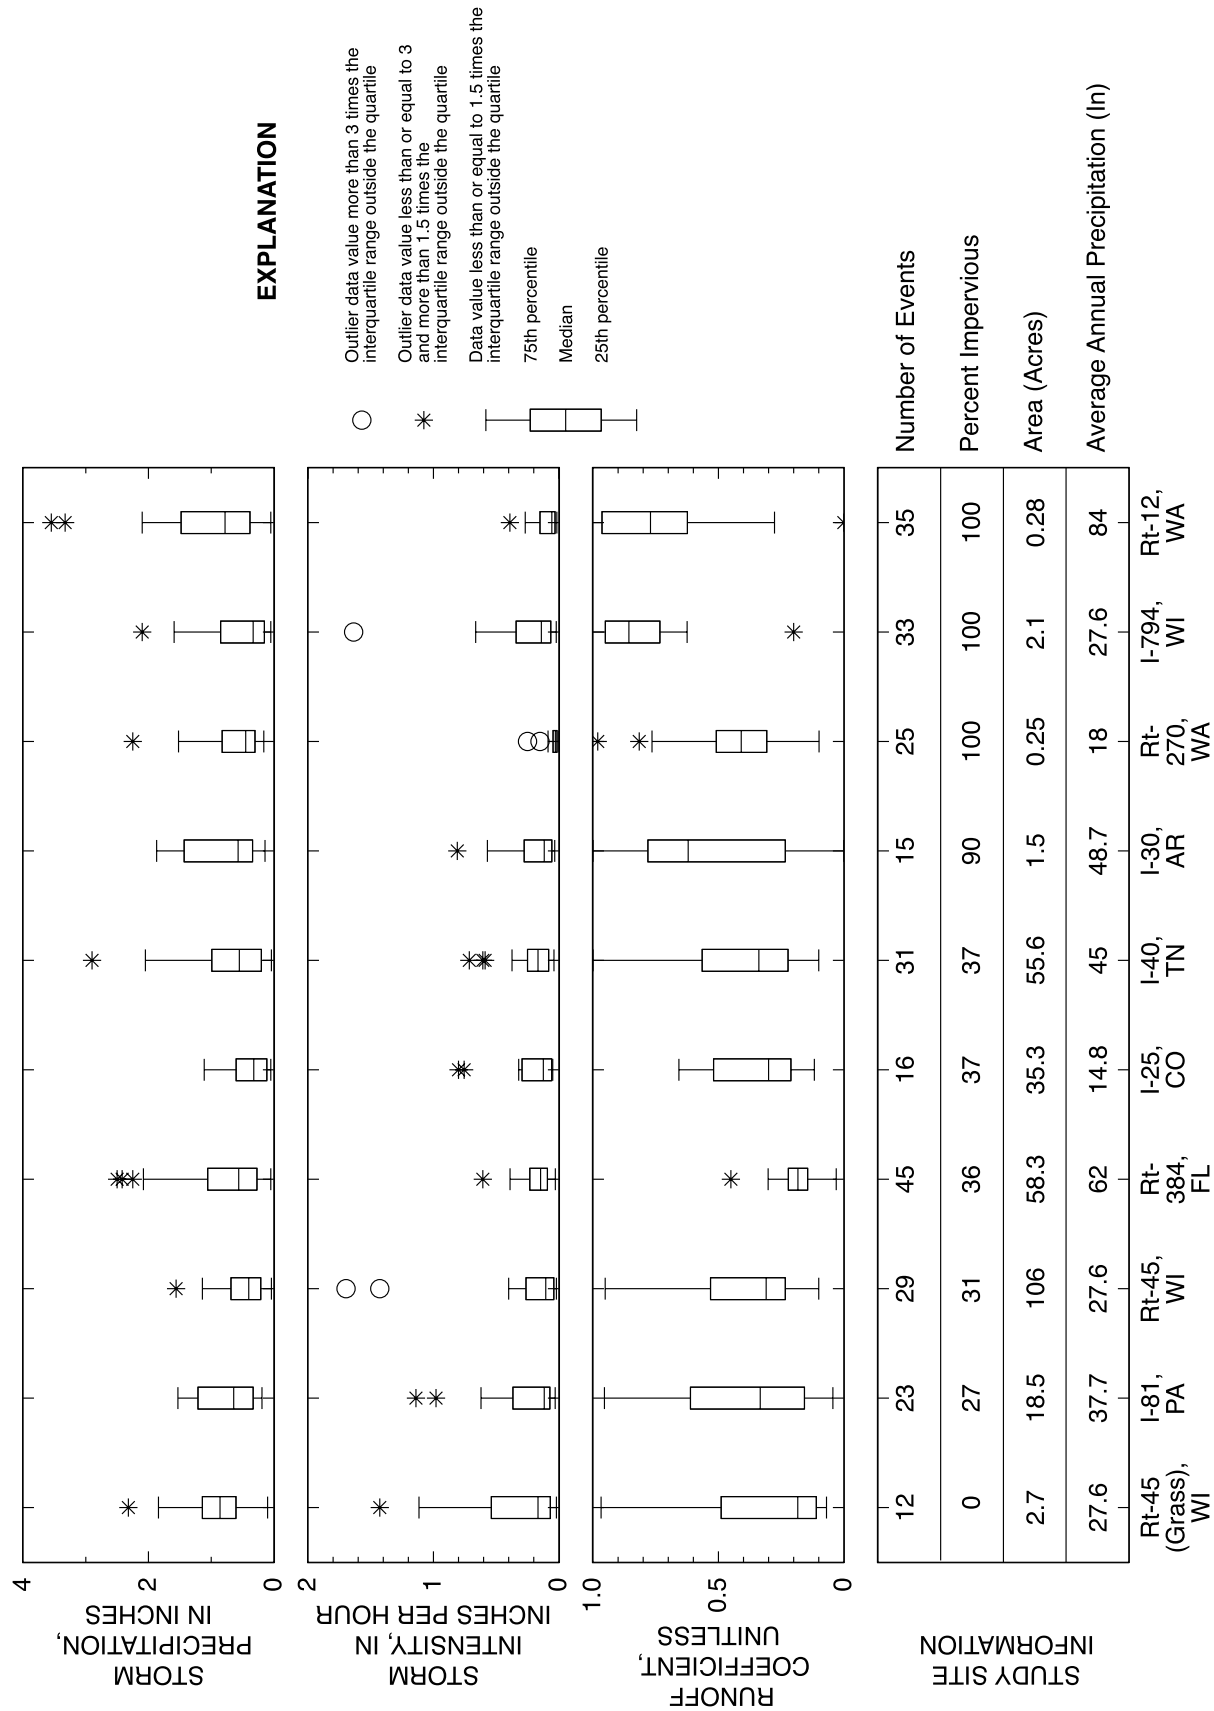 STORM
PRECIPITATION,
IN INCHES
4
2
0
STORM
INTENSITY, IN
INCHES PER HOUR
2
1
0
RUNOFF
COEFFICIENT,
UNITLESS
1.0
0.5
0
STUDY SITE
INFORMATION
12 23 29 45 16 31 15 25 33 35 Number of Events
0 27 31 36 37 37 90 100 100 100 Percent Impervious
2.7 18.5 106 58.3 35.3 55.6 1.5 0.25 2.1 0.28 Area (Acres)
27.6 37.7 27.6 62 14.8 45 48.7 18 27.6 84 Average Annual Precipitation (In)
Rt-45
(Grass),
WI
I-81,
PA
Rt-45,
WI
Rt-
384,
FL
I-25,
CO
I-40,
TN
I-30,
AR
Rt-
270,
WA
I-794,
WI
Rt-12,
WA
EXPLANATION
Outlier data value more than 3 times the
interquartile range outside the quartile
Outlier data value less than or equal to 3
and more than 1.5 times the
interquartile range outside the quartile
Data value less than or equal to 1.5 times the
interquartile range outside the quartile
75th percentile
Median
25th percentile